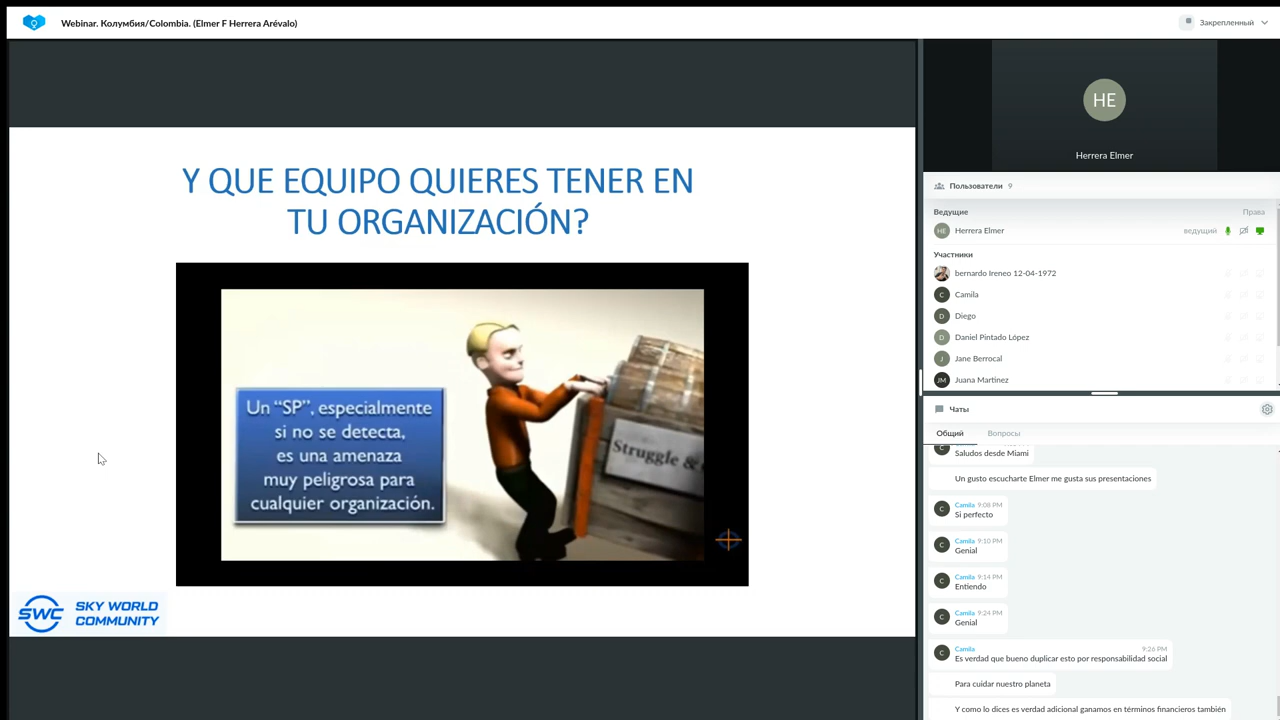 Webinar. Колумбия/Colombia. (Elmer F Herrera Arévalo)
Закрепленный
Y QUE EQUIPO QUIERES TENER EN
TU ORGANIZACIÓN?
Un “SP”, especialmente
si no se detecta,
es una amenaza
muy peligrosa para
cualquier organización.
Struggle &
SWC SKY WORLD
COMMUNITY
HE
Herrera Elmer
Пользователи 9
Ведущие Права
HE Herrera Elmer ведущий
Участники
bernardo Ireneo 12-04-1972
C Camila
D Diego
D Daniel Pintado López
J Jane Berrocal
JM Juana Martinez
Чаты
Общий Вопросы
Saludos desde Miami
Un gusto escucharte Elmer me gusta sus presentaciones
C Camila 9:08 PM
Si perfecto
C Camila 9:10 PM
Genial
C Camila 9:14 PM
Entiendo
C Camila 9:24 PM
Genial
C Camila 9:26 PM
Es verdad que bueno duplicar esto por responsabilidad social
Para cuidar nuestro planeta
Y como lo dices es verdad adicional ganamos en términos financieros también